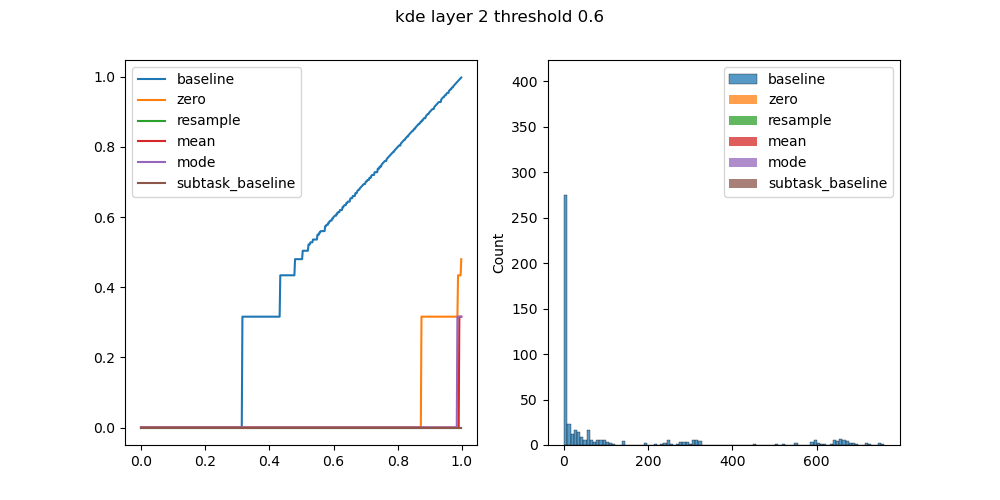 kde layer 2 threshold 0.6
baseline
zero
resample
mean
mode
subtask_baseline
1.0
0.8
0.6
0.4
0.2
0.0
0.0 0.2 0.4 0.6 0.8 1.0
baseline
zero
resample
mean
mode
subtask_baseline
Count
400
350
300
250
200
150
100
50
0
0 200 400 600